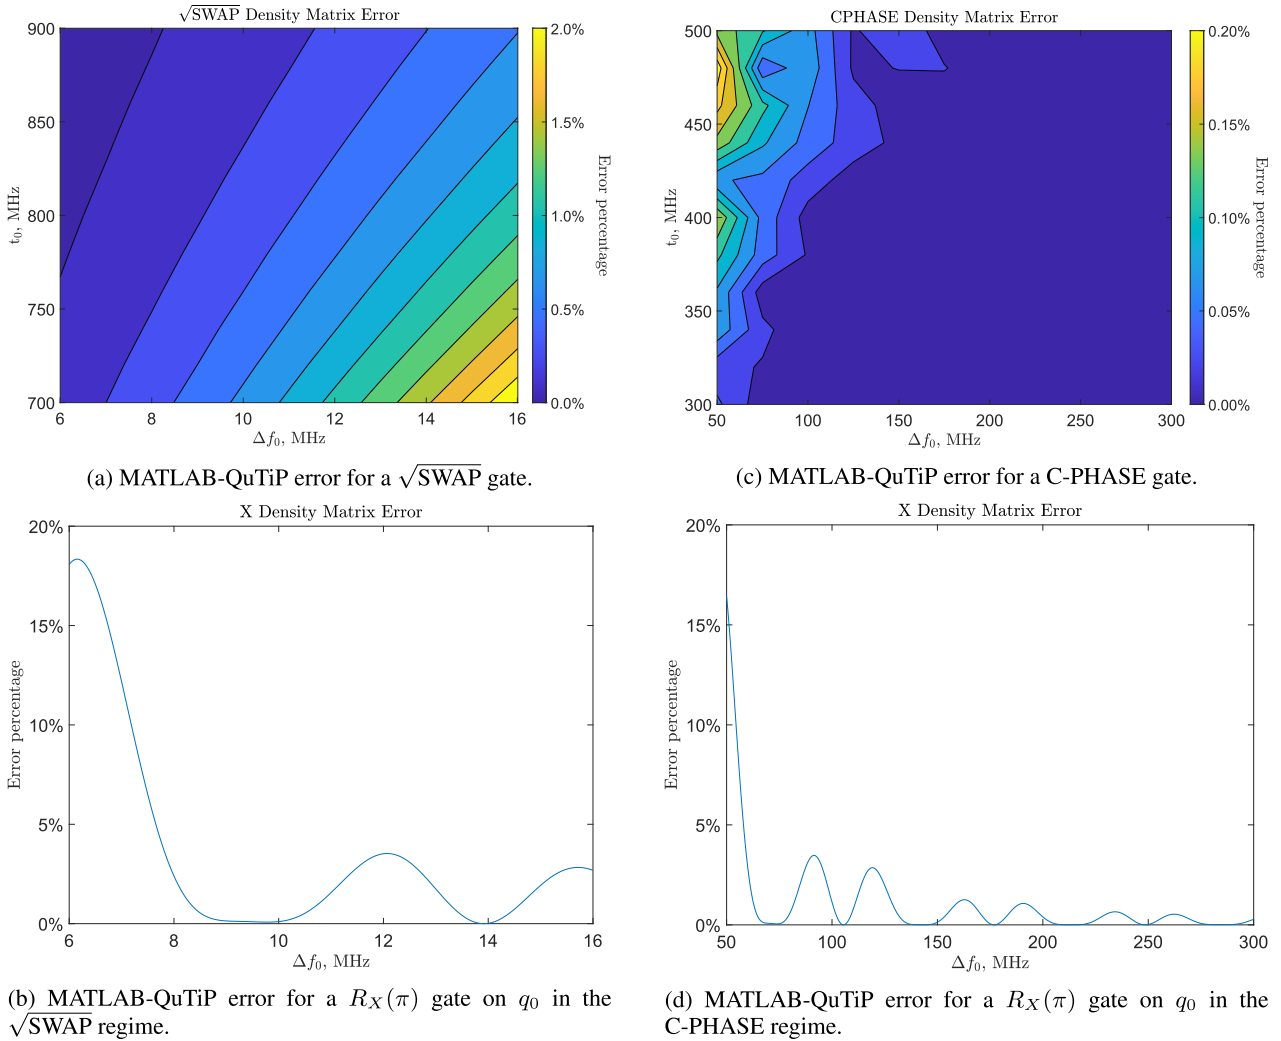 √SWAP Density Matrix Error
900
850
800
750
700
t₀, MHz
6
8
10
12
14
16
Δf₀, MHz
2.0%
1.5%
1.0%
0.5%
0.0%
Error percentage
(a) MATLAB-QuTiP error for a √SWAP gate.
CPHASE Density Matrix Error
500
450
400
350
300
t₀, MHz
50
100
150
200
250
300
Δf₀, MHz
0.20%
0.15%
0.10%
0.05%
0.00%
Error percentage
(c) MATLAB-QuTiP error for a C-PHASE gate.
X Density Matrix Error
20%
15%
10%
5%
0%
Error percentage
6
8
10
12
14
16
Δf₀, MHz
(b) MATLAB-QuTiP error for a R_X(π) gate on q₀ in the
√SWAP regime.
X Density Matrix Error
20%
15%
10%
5%
0%
Error percentage
50
100
150
200
250
300
Δf₀, MHz
(d) MATLAB-QuTiP error for a R_X(π) gate on q₀ in the
C-PHASE regime.